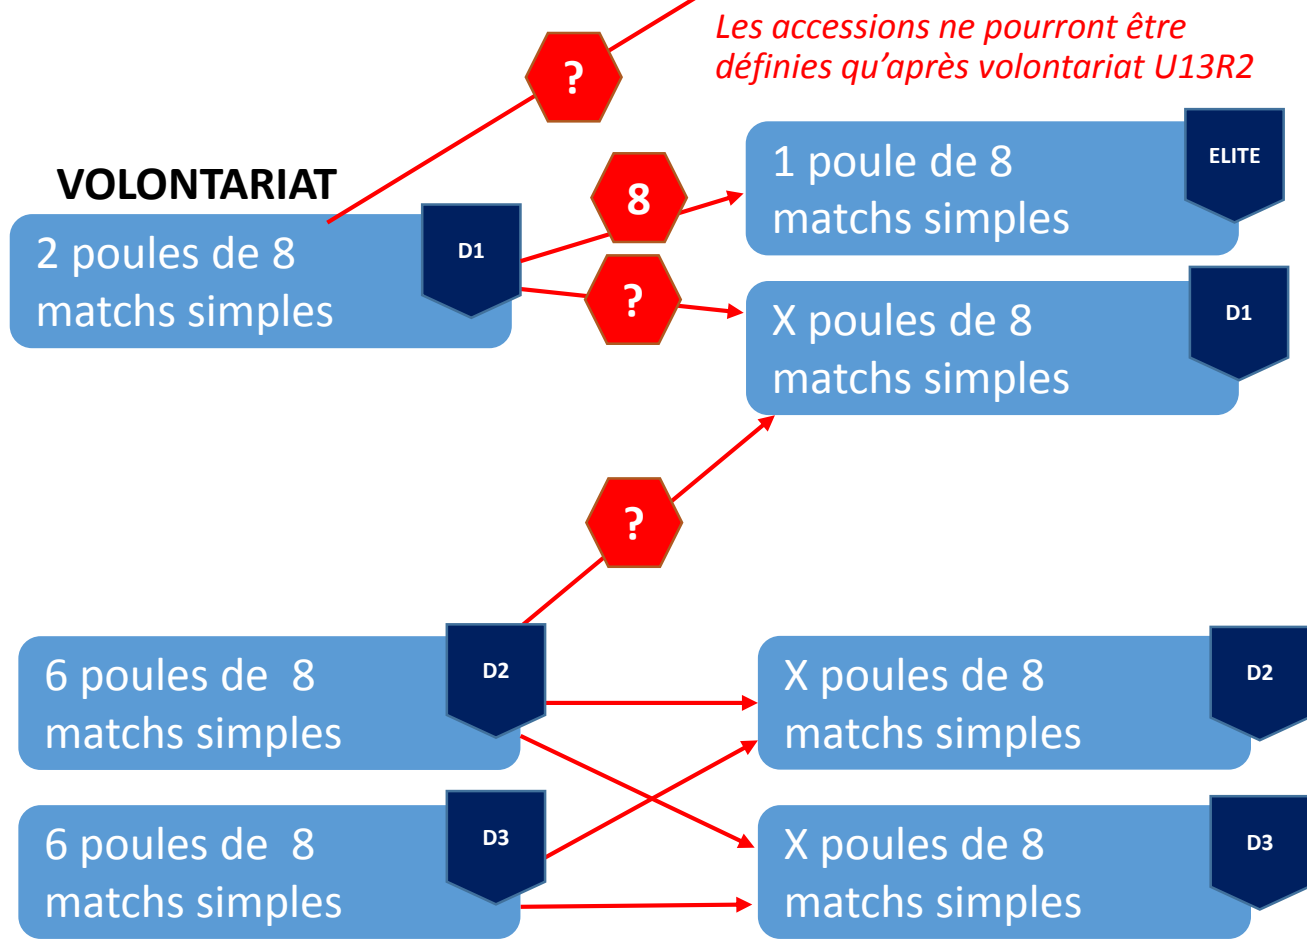 Les accessions ne pourront être
définies qu'après volontariat U13R2
?
VOLONTARIAT
2 poules de 8
matchs simples
D1
8
?
1 poule de 8
matchs simples
ELITE
X poules de 8
matchs simples
D1
?
6 poules de  8
matchs simples
D2
X poules de 8
matchs simples
D2
6 poules de  8
matchs simples
D3
X poules de 8
matchs simples
D3